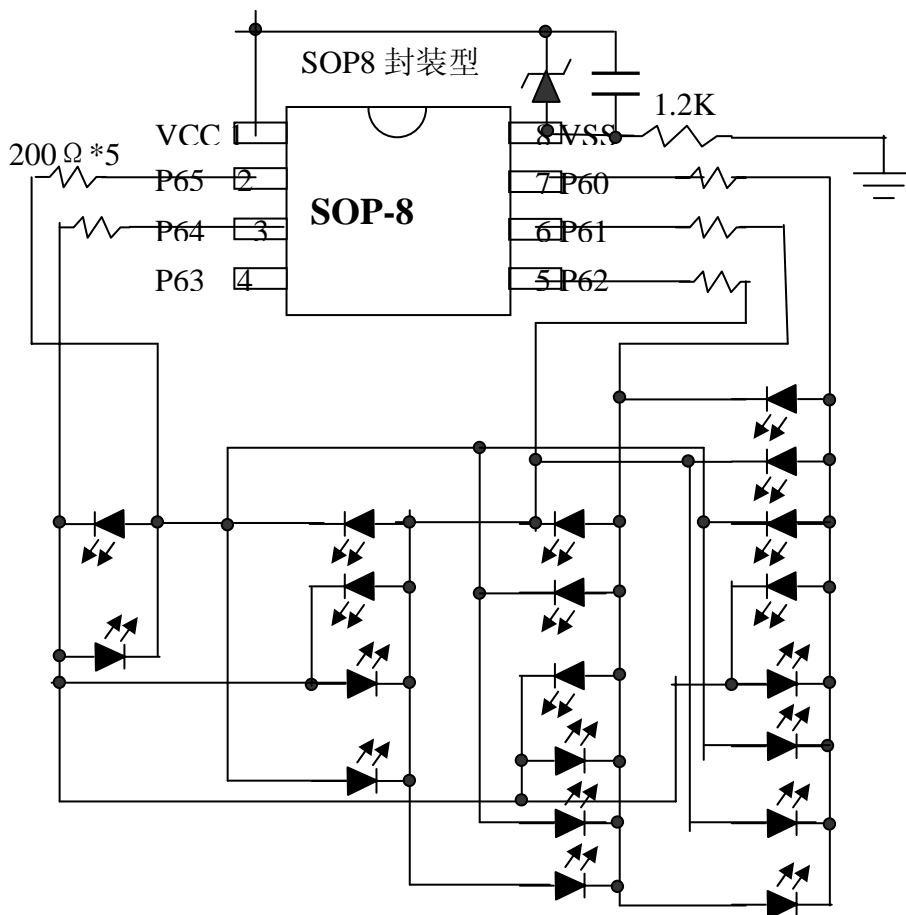 SOP8 封装型
1.2K
VCC 1
8 VSS
200Ω*5
P65 2
7 P60
SOP-8
P64 3
6 P61
P63 4
5 P62